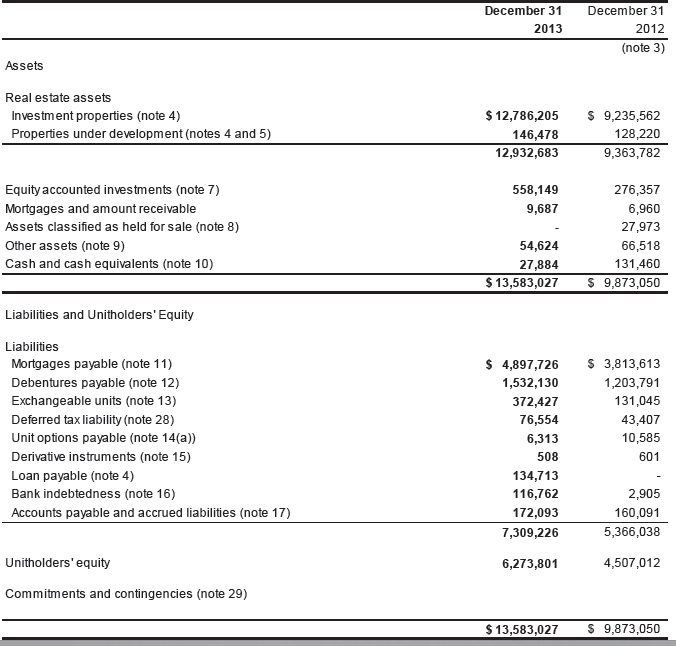 December 31 December 31
2013 2012
(note 3)
Assets
Real estate assets
Investment properties (note 4) $ 12,786,205 $ 9,235,562
Properties under development (notes 4 and 5) 146,478 128,220
12,932,683 9,363,782
Equity accounted investments (note 7) 558,149 276,357
Mortgages and amount receivable 9,687 6,960
Assets classified as held for sale (note 8) - 27,973
Other assets (note 9) 54,624 66,518
Cash and cash equivalents (note 10) 27,884 131,460
$ 13,583,027 $ 9,873,050
Liabilities and Unitholders' Equity
Liabilities
Mortgages payable (note 11) $ 4,897,726 $ 3,813,613
Debentures payable (note 12) 1,532,130 1,203,791
Exchangeable units (note 13) 372,427 131,045
Deferred tax liability (note 28) 76,554 43,407
Unit options payable (note 14(a)) 6,313 10,585
Derivative instruments (note 15) 508 601
Loan payable (note 4) 134,713 -
Bank indebtedness (note 16) 116,762 2,905
Accounts payable and accrued liabilities (note 17) 172,093 160,091
7,309,226 5,366,038
Unitholders' equity 6,273,801 4,507,012
Commitments and contingencies (note 29)
$ 13,583,027 $ 9,873,050